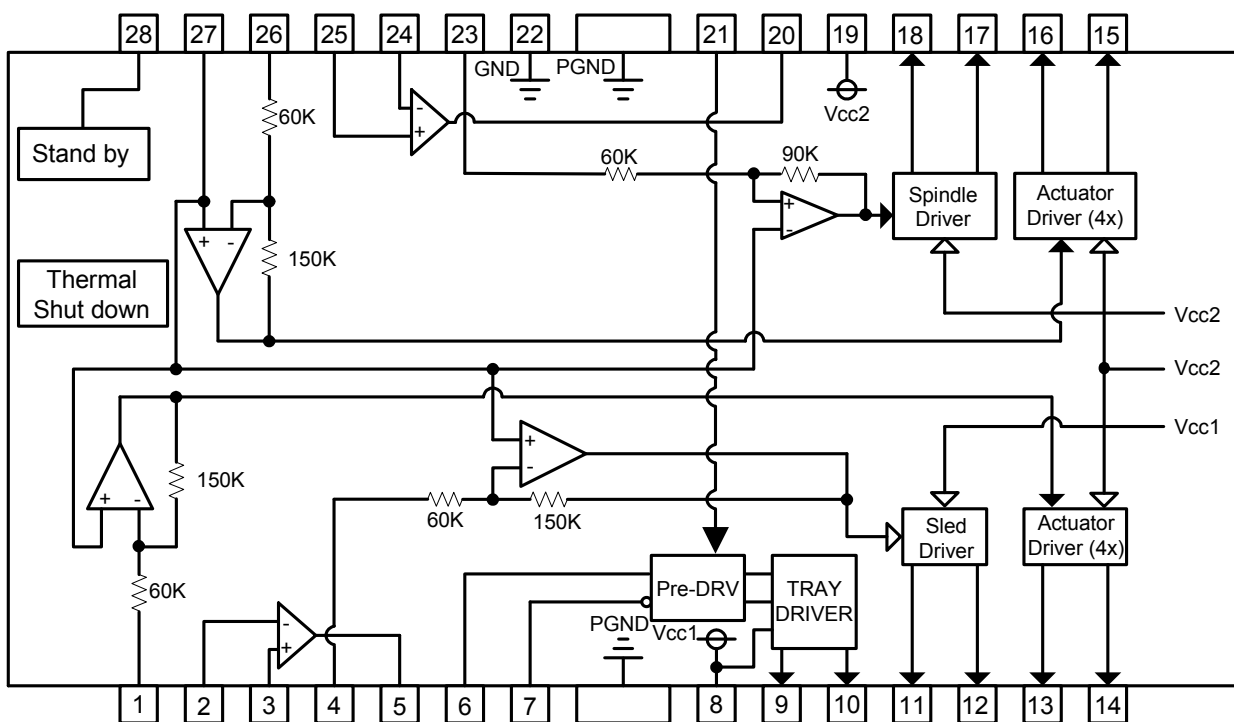 28 27 26 25 24 23 22 21 20 19 18 17 16 15
GND PGND
Vcc2
60K
Stand by
-
+
60K 90K
+
-
Spindle
Driver
Actuator
Driver (4x)
+ -
150K
Thermal
Shut down
Vcc2
Vcc2
Vcc1
+
-
150K
+ -
60K 150K
Sled
Driver
Actuator
Driver (4x)
60K
Pre-DRV
TRAY
DRIVER
-
+
PGND
Vcc1
1 2 3 4 5 6 7 8 9 10 11 12 13 14